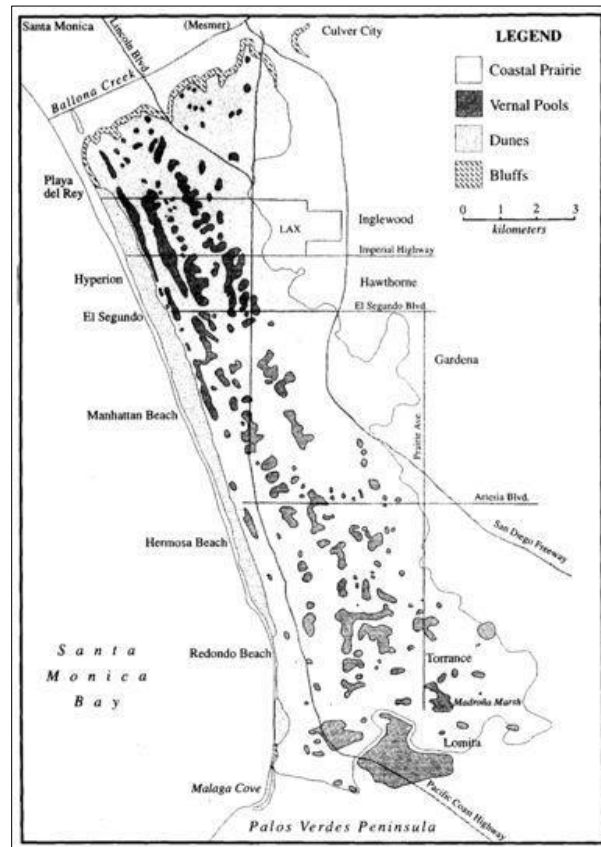 Santa Monica
Lincoln Blvd.
(Mesmer)
Culver City
Ballona Creek
LEGEND
Coastal Prairie
Vernal Pools
Dunes
Bluffs
0 1 2 3
kilometers
Playa
del Rey
LAX
Inglewood
Imperial Highway
Hyperion
Hawthorne
El Segundo
El Segundo Blvd.
Gardena
Prairie Ave.
Manhattan Beach
Artesia Blvd.
San Diego Freeway
Hermosa Beach
Santa
Monica
Bay
Redondo Beach
Torrance
Madroña Marsh
Lomita
Malaga Cove
Pacific Coast Highway
Palos Verdes Peninsula